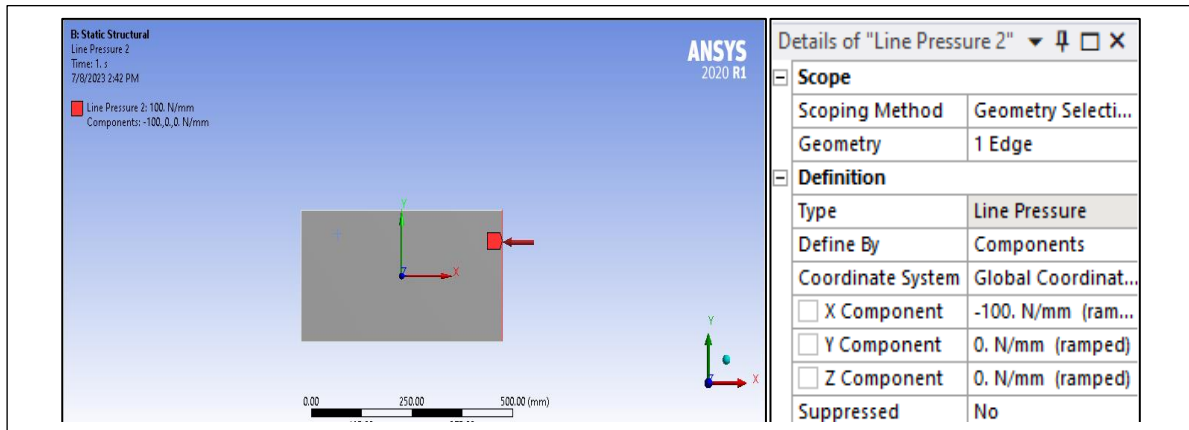 B: Static Structural
Line Pressure 2
Time: 1. s
7/8/2023 2:42 PM
Line Pressure 2: 100. N/mm
Components: -100.,0.,0. N/mm
ANSYS
2020 R1
Y
X
Z
Y
X
Z
0.00 250.00 500.00 (mm)
Details of "Line Pressure 2"
Scope
Scoping Method Geometry Selecti...
Geometry 1 Edge
Definition
Type Line Pressure
Define By Components
Coordinate System Global Coordinat...
X Component -100. N/mm (ram...
Y Component 0. N/mm (ramped)
Z Component 0. N/mm (ramped)
Suppressed No